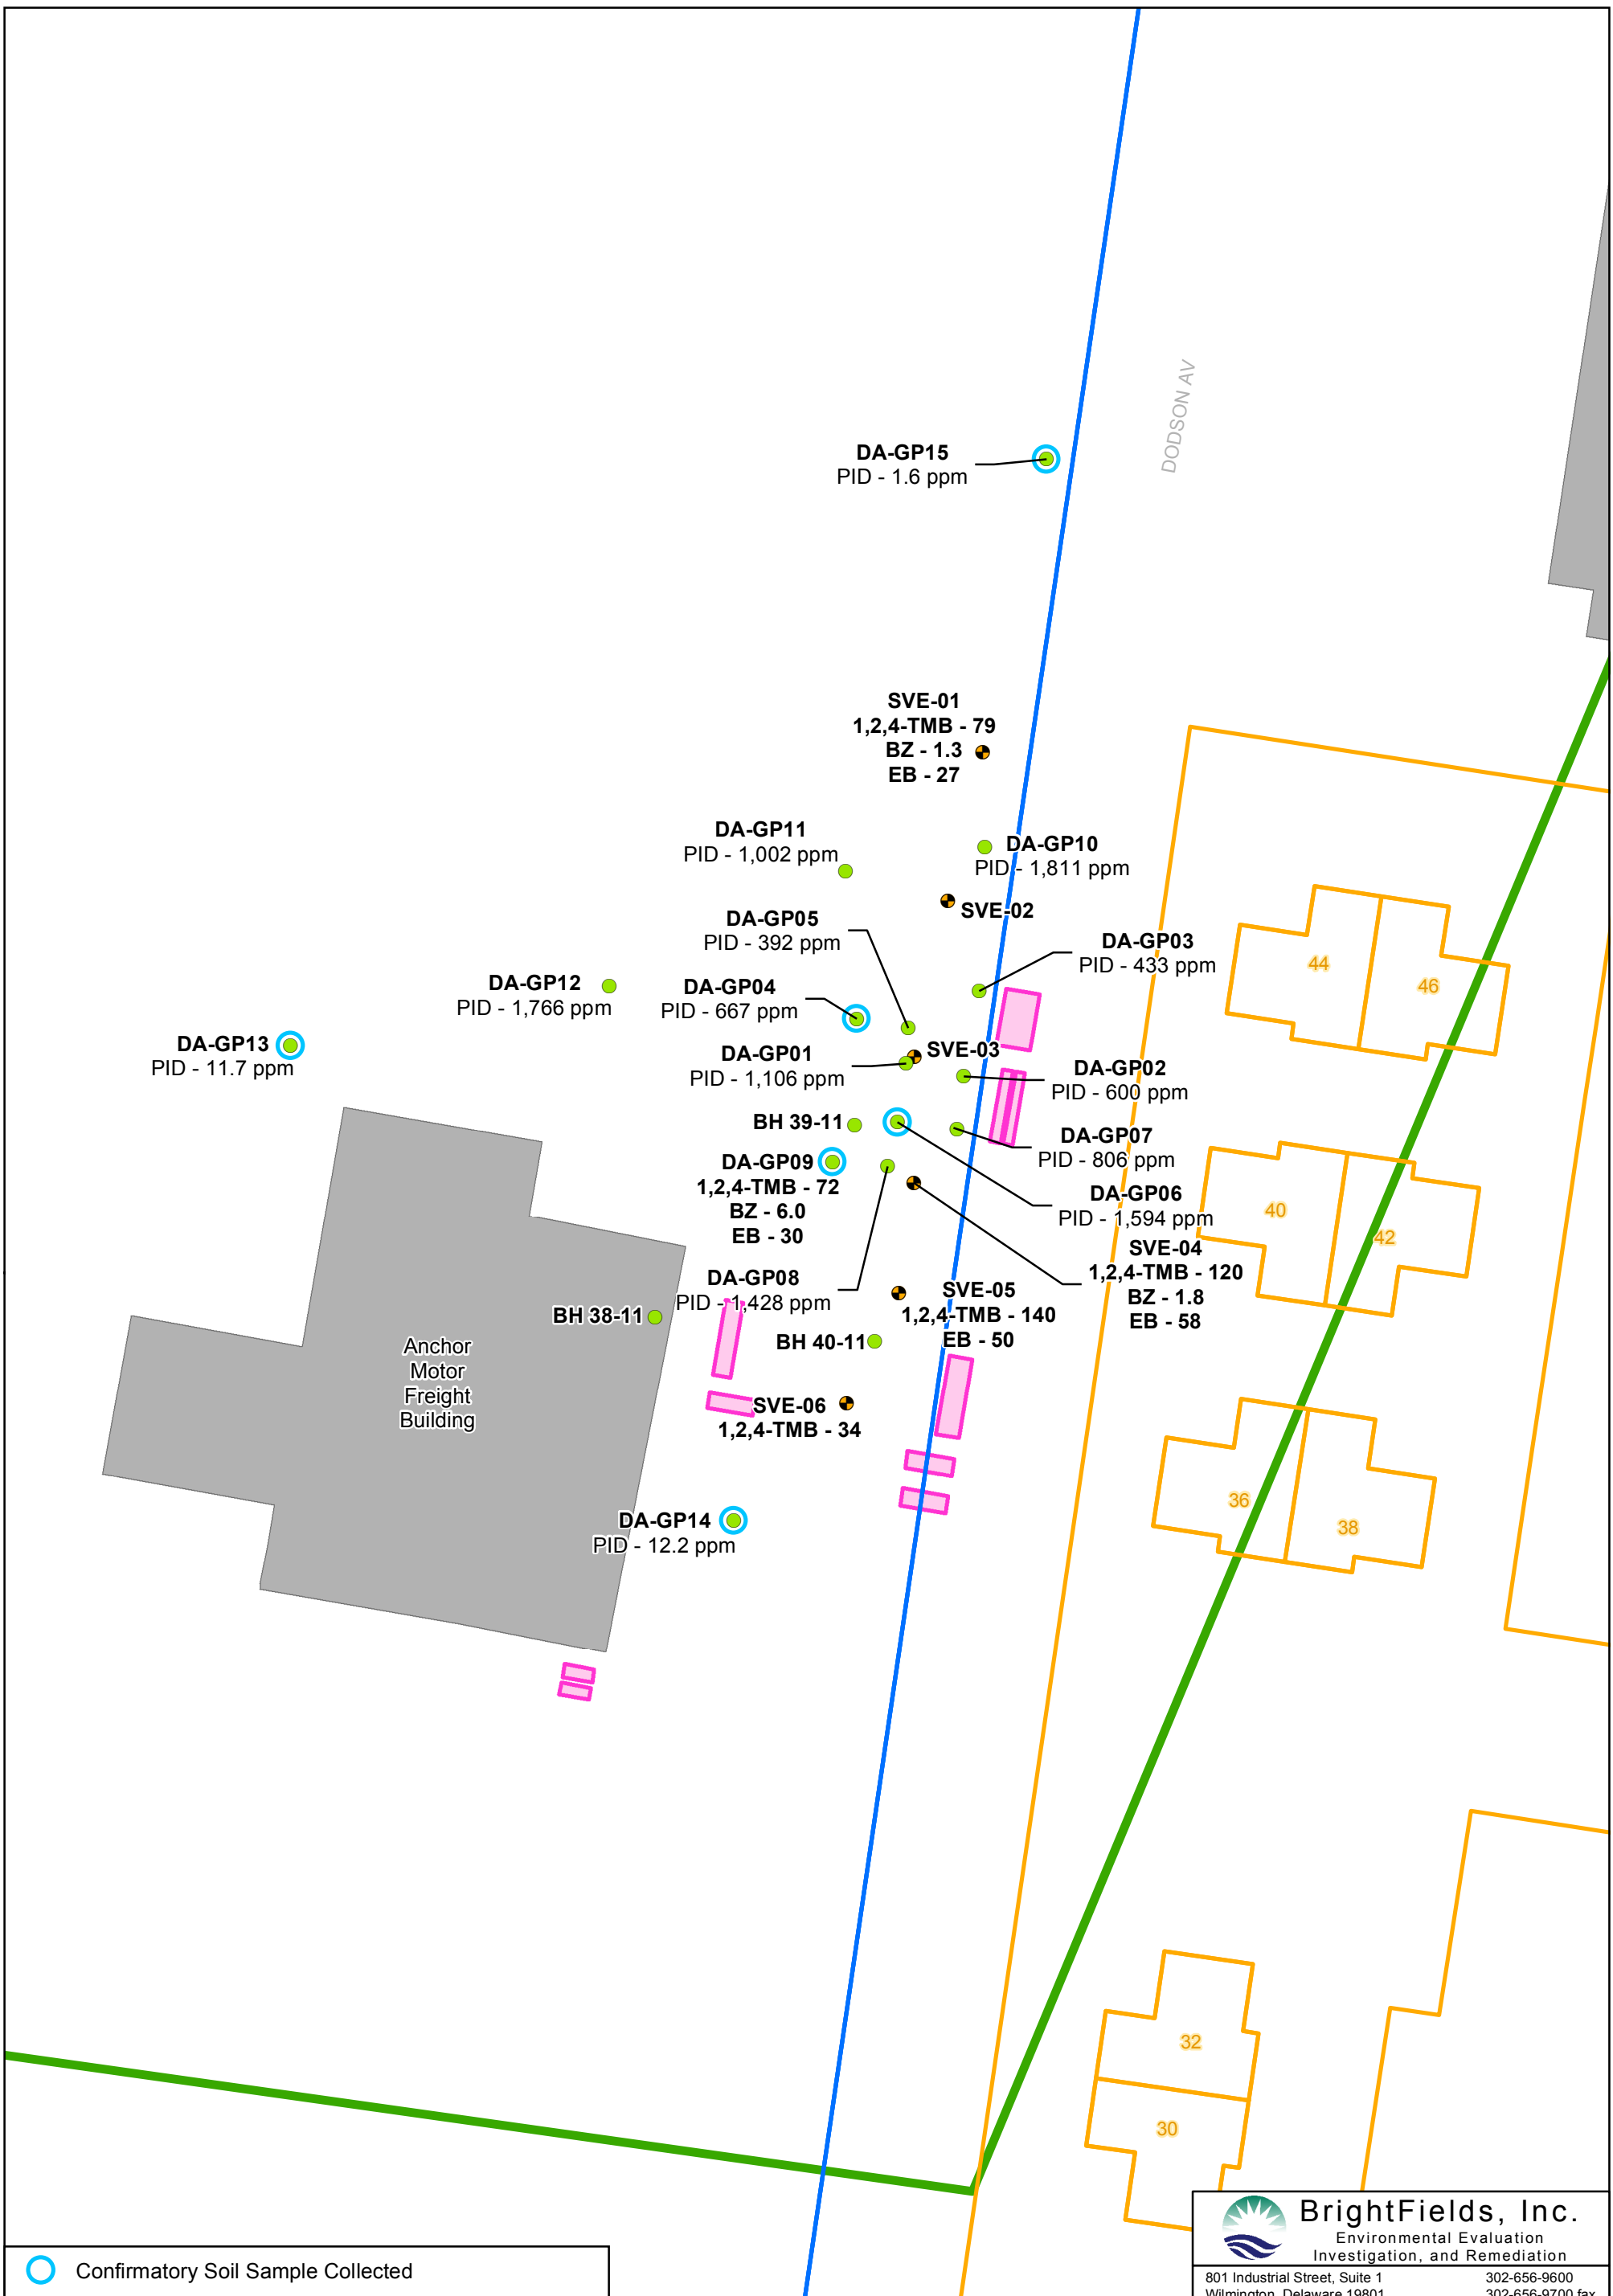 DODSON AV
DA-GP15
PID - 1.6 ppm
SVE-01
1,2,4-TMB - 79
BZ - 1.3
EB - 27
DA-GP11
PID - 1,002 ppm
DA-GP10
PID - 1,811 ppm
SVE-02
DA-GP05
PID - 392 ppm
DA-GP03
PID - 433 ppm
44
46
DA-GP12
PID - 1,766 ppm
DA-GP04
PID - 667 ppm
DA-GP13
PID - 11.7 ppm
SVE-03
DA-GP01
PID - 1,106 ppm
DA-GP02
PID - 600 ppm
BH 39-11
DA-GP07
PID - 806 ppm
DA-GP09
1,2,4-TMB - 72
BZ - 6.0
EB - 30
DA-GP06
PID - 1,594 ppm
40
42
SVE-04
1,2,4-TMB - 120
BZ - 1.8
EB - 58
DA-GP08
PID - 1,428 ppm
SVE-05
1,2,4-TMB - 140
EB - 50
BH 38-11
BH 40-11
Anchor
Motor
Freight
Building
SVE-06
1,2,4-TMB - 34
36
38
DA-GP14
PID - 12.2 ppm
32
30
BrightFields, Inc.
Environmental Evaluation
Investigation, and Remediation
801 Industrial Street, Suite 1 302-656-9600
Wilmington, Delaware 19801 302-656-9700 fax
Confirmatory Soil Sample Collected